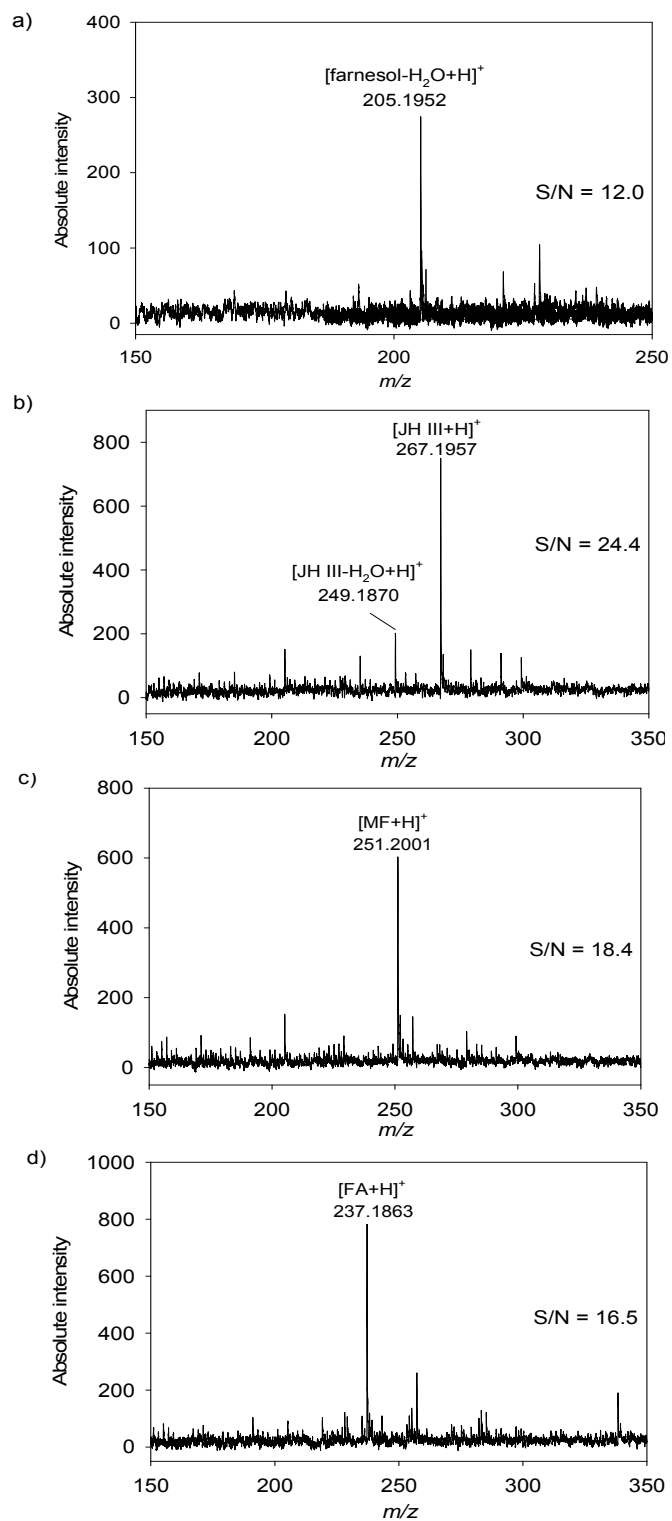 a)
400
[farnesol-H₂O+H]⁺
205.1952
300
Absolute intensity
200
S/N = 12.0
100
0
150
200
250
m/z
b)
[JH III+H]⁺
800
267.1957
600
Absolute intensity
S/N = 24.4
400
[JH III-H₂O+H]⁺
249.1870
200
0
150
200
250
300
350
m/z
c)
800
[MF+H]⁺
251.2001
600
Absolute intensity
400
S/N = 18.4
200
0
150
200
250
300
350
m/z
d)
1000
[FA+H]⁺
237.1863
800
Absolute intensity
600
S/N = 16.5
400
200
0
150
200
250
300
350
m/z